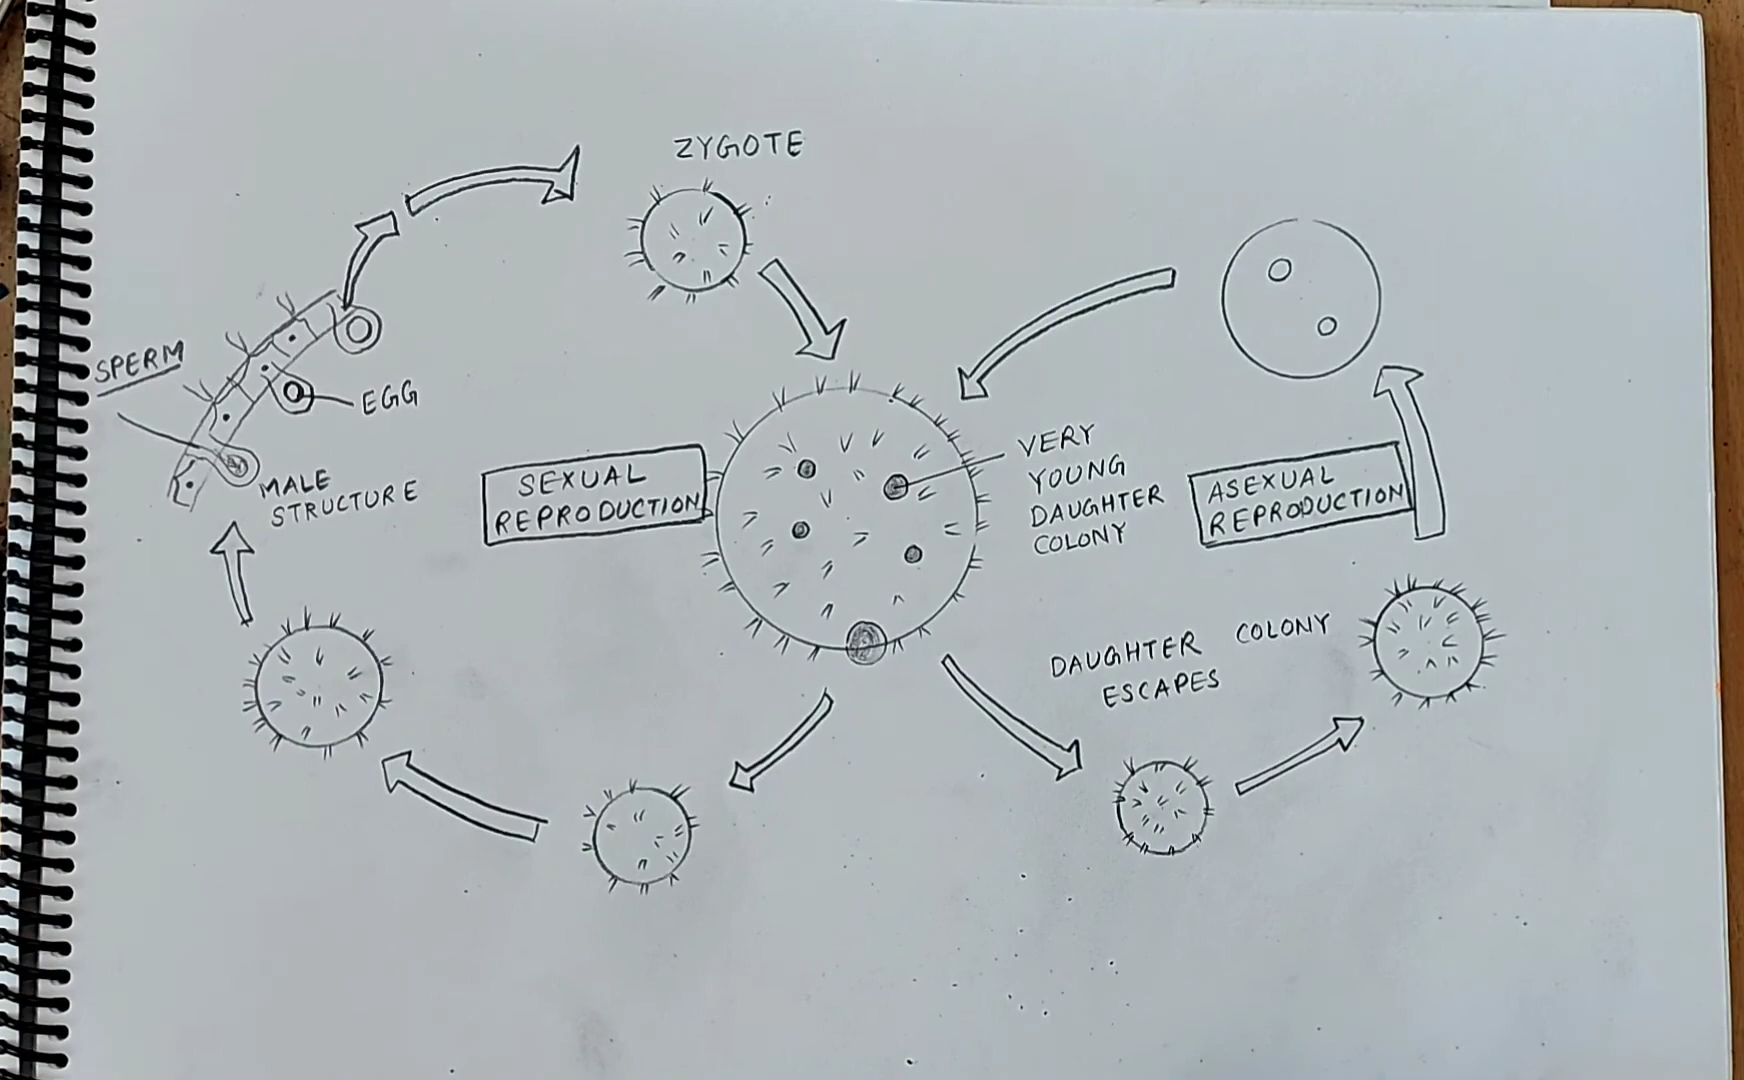 ZYGOTE
SPERM
EGG
MALE
STRUCTURE
SEXUAL
REPRODUCTION
VERY
YOUNG
DAUGHTER
COLONY
ASEXUAL
REPRODUCTION
DAUGHTER COLONY
ESCAPES